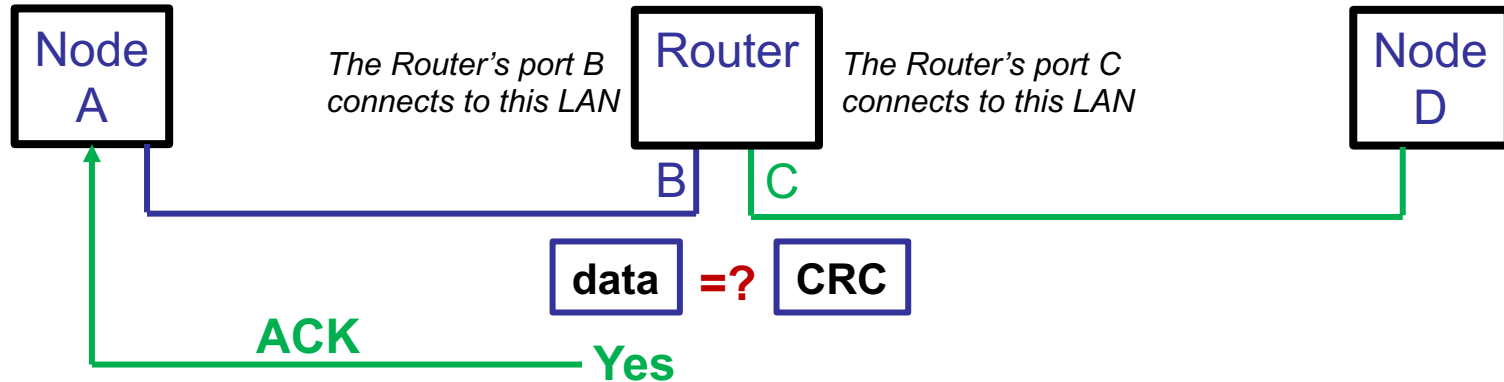 Node
A
The Router's port B
connects to this LAN
Router
The Router's port C
connects to this LAN
Node
D
B
C
data
=?
CRC
ACK
Yes